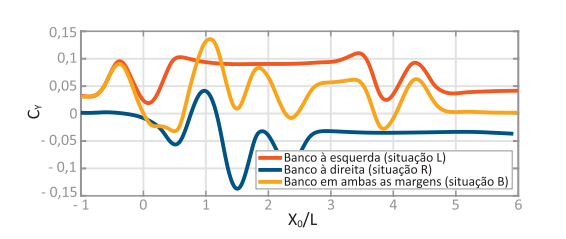 0,15
0,1
0,05
0
- 0,05
- 0,1
- 0,15
C_Y
Banco à esquerda (situação L)
Banco à direita (situação R)
Banco em ambas as margens (situação B)
- 1 0 1 2 3 4 5 6
X₀/L